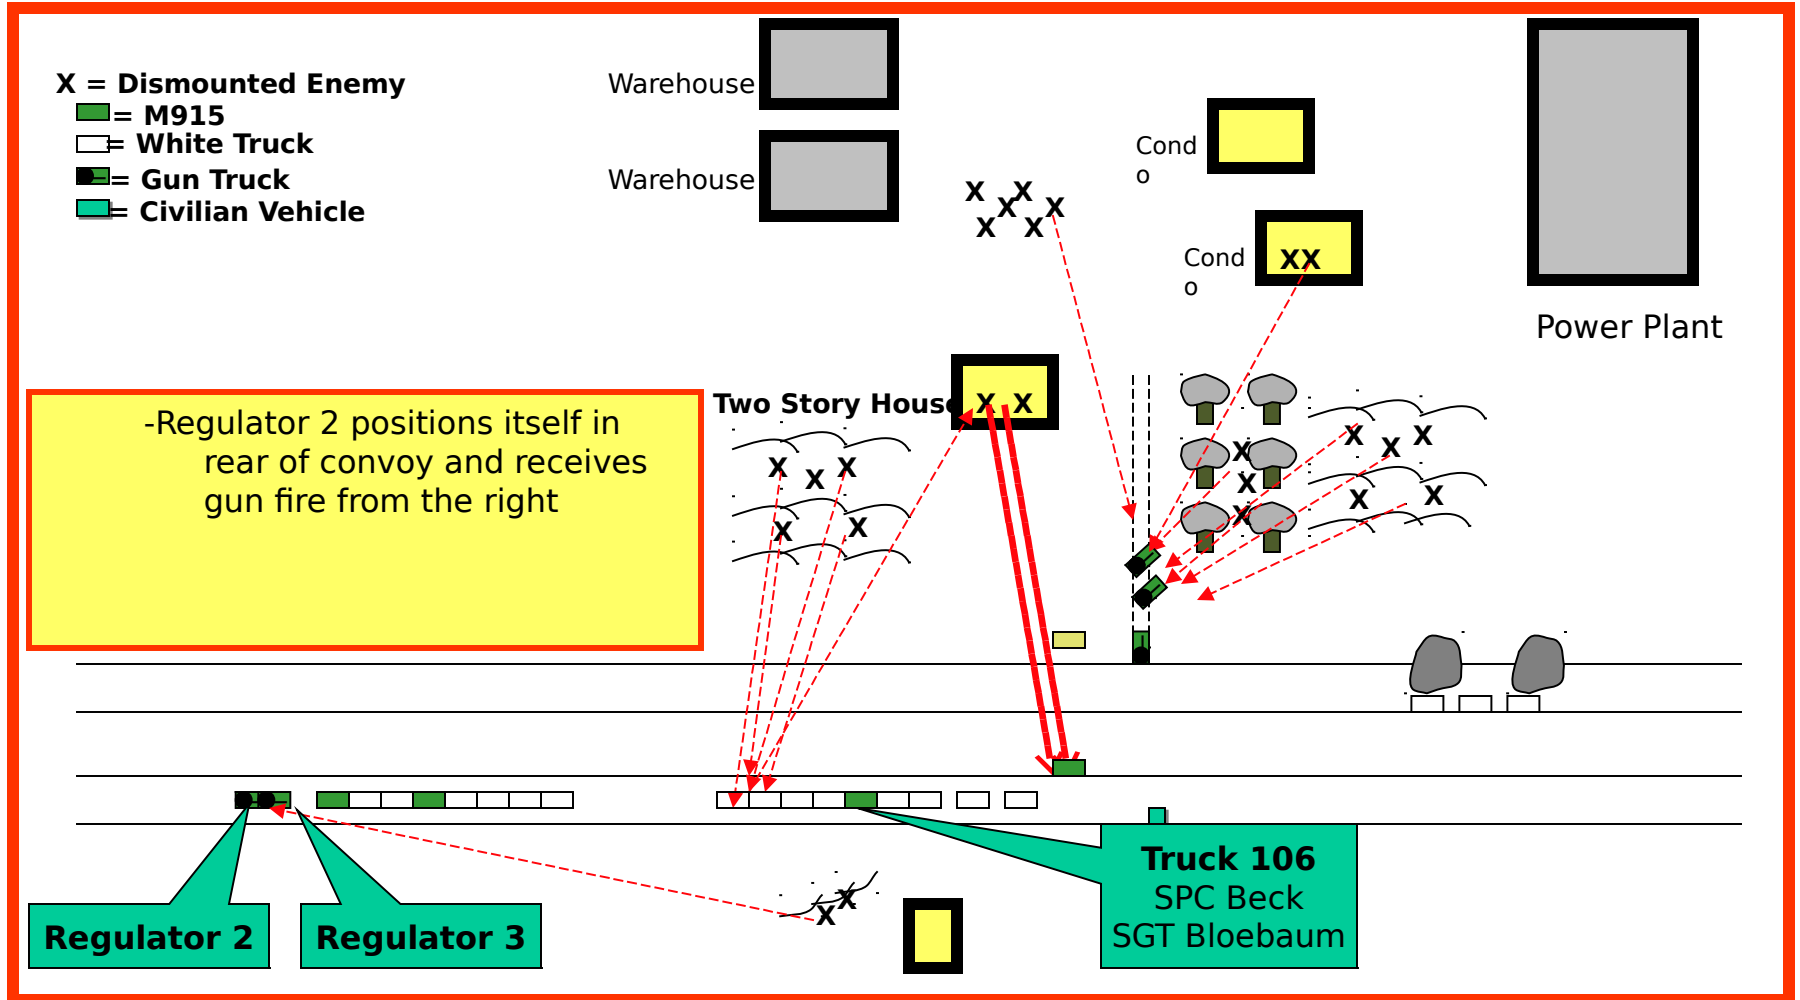 X = Dismounted Enemy
= M915
= White Truck
= Gun Truck
= Civilian Vehicle
Warehouse
Warehouse
Cond
o
Cond
o
X X
X X
X X
XX
Power Plant
Two Story House
X X
-Regulator 2 positions itself in
rear of convoy and receives
gun fire from the right
X X X
X X
X
X
X
X X X
X X
Regulator 2
Regulator 3
X X
Truck 106
SPC Beck
SGT Bloebaum